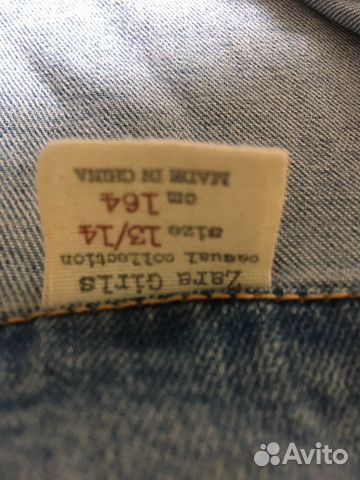 Zara Girls
casual collection
size 13/14
cm 164
MADE IN CHINA
Avito